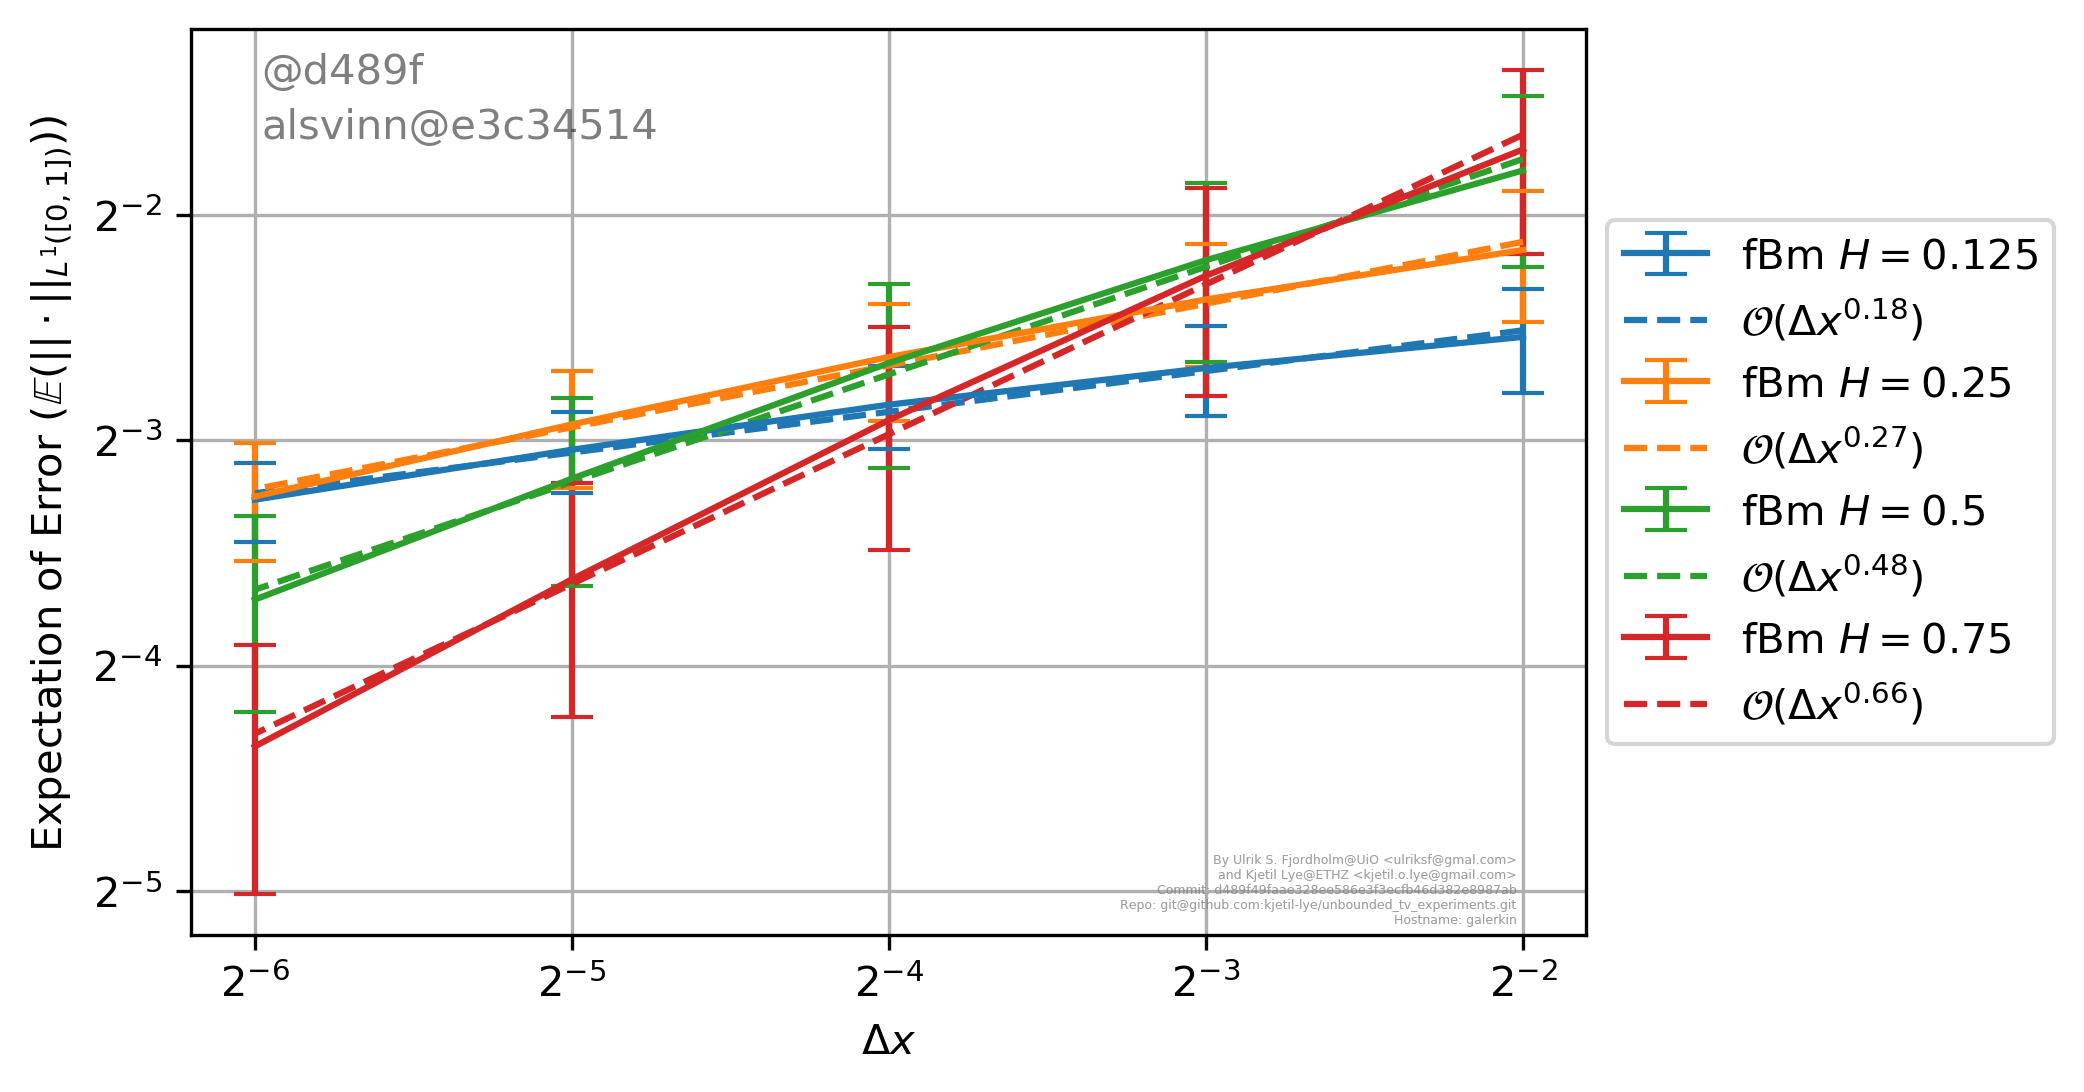 @d489f
alsvinn@e3c34514
Expectation of Error (𝔼(||·||_{L^1([0,1])}))
2^{-2}
2^{-3}
2^{-4}
2^{-5}
2^{-6} 2^{-5} 2^{-4} 2^{-3} 2^{-2}
Δx
fBm H = 0.125
𝒪(Δx^{0.18})
fBm H = 0.25
𝒪(Δx^{0.27})
fBm H = 0.5
𝒪(Δx^{0.48})
fBm H = 0.75
𝒪(Δx^{0.66})
By Ulrik S. Fjordholm@UiO <ulriksf@gmal.com>
and Kjetil Lye@ETHZ <kjetil.o.lye@gmail.com>
Commit: d489f49faae328ee586e3f3ecfb46d382e8987ab
Repo: git@github.com:kjetil-lye/unbounded_tv_experiments.git
Hostname: galerkin